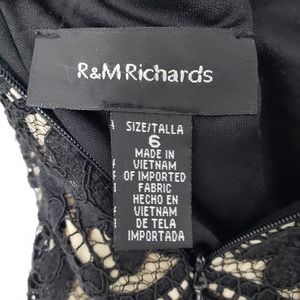 R&M Richards
SIZE/TALLA
6
MADE IN
VIETNAM
OF IMPORTED
FABRIC
HECHO EN
VIETNAM
DE TELA
IMPORTADA